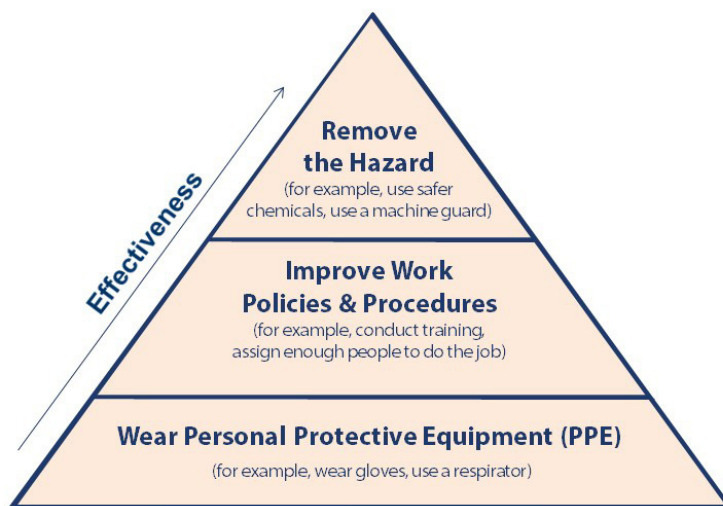 Remove
the Hazard
(for example, use safer
chemicals, use a machine guard)
Effectiveness
Improve Work
Policies & Procedures
(for example, conduct training,
assign enough people to do the job)
Wear Personal Protective Equipment (PPE)
(for example, wear gloves, use a respirator)